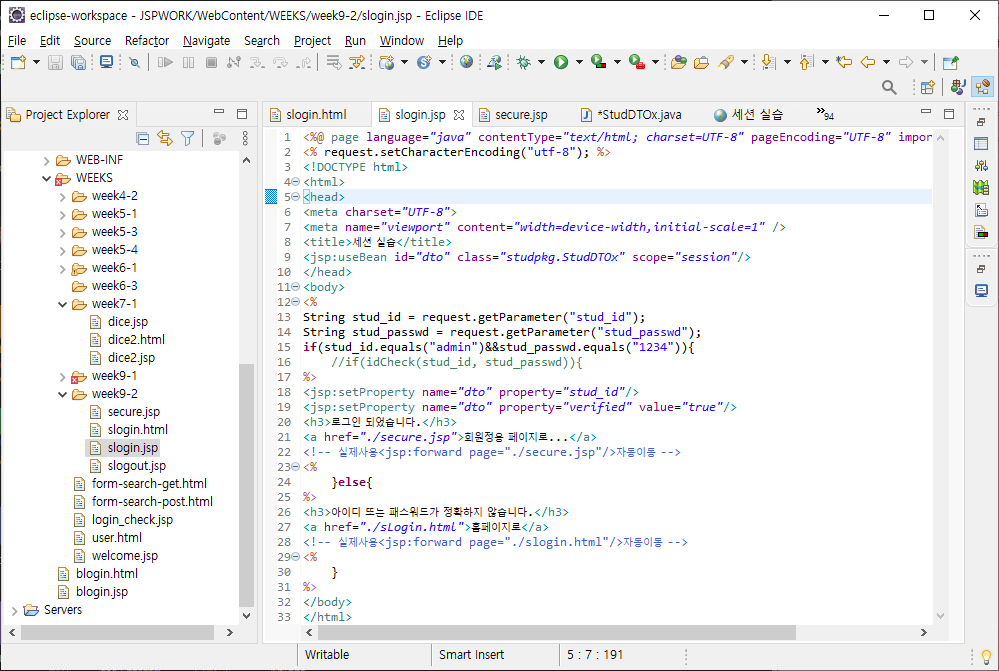 eclipse-workspace - JSPWORK/WebContent/WEEKS/week9-2/slogin.jsp - Eclipse IDE
File Edit Source Refactor Navigate Search Project Run Window Help
Project Explorer
WEB-INF
WEEKS
week4-2
week5-1
week5-3
week5-4
week6-1
week6-3
week7-1
dice.jsp
dice2.html
dice2.jsp
week9-1
week9-2
secure.jsp
slogin.html
slogin.jsp
slogout.jsp
form-search-get.html
form-search-post.html
login_check.jsp
user.html
welcome.jsp
blogin.html
blogin.jsp
Servers
slogin.html slogin.jsp secure.jsp *StudDTOx.java 세션 실습 »94
1 <%@ page language="java" contentType="text/html; charset=UTF-8" pageEncoding="UTF-8" impor
2 <% request.setCharacterEncoding("utf-8"); %>
3 <!DOCTYPE html>
4 <html>
5 <head>
6 <meta charset="UTF-8">
7 <meta name="viewport" content="width=device-width,initial-scale=1" />
8 <title>세션 실습</title>
9 <jsp:useBean id="dto" class="studpkg.StudDTOx" scope="session"/>
10 </head>
11 <body>
12 <%
13 String stud_id = request.getParameter("stud_id");
14 String stud_passwd = request.getParameter("stud_passwd");
15 if(stud_id.equals("admin")&&stud_passwd.equals("1234")){
16 //if(idCheck(stud_id, stud_passwd)){
17 %>
18 <jsp:setProperty name="dto" property="stud_id"/>
19 <jsp:setProperty name="dto" property="verified" value="true"/>
20 <h3>로그인 되었습니다.</h3>
21 <a href="./secure.jsp">회원정용 페이지로...</a>
22 <!-- 실제사용<jsp:forward page="./secure.jsp"/>자동이동 -->
23 <%
24 }else{
25 %>
26 <h3>아이디 또는 패스워드가 정확하지 않습니다.</h3>
27 <a href="./sLogin.html">홈페이지로</a>
28 <!-- 실제사용<jsp:forward page="./slogin.html"/>자동이동 -->
29 <%
30 }
31 %>
32 </body>
33 </html>
Writable Smart Insert 5 : 7 : 191